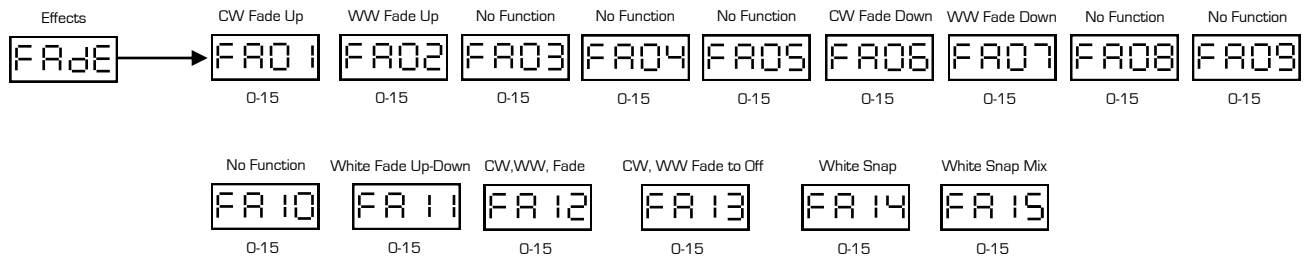 Effects CW Fade Up WW Fade Up No Function No Function No Function CW Fade Down WW Fade Down No Function No Function
FAdE FA01 FA02 FA03 FA04 FA05 FA06 FA07 FA08 FA09
0-15 0-15 0-15 0-15 0-15 0-15 0-15 0-15 0-15
No Function White Fade Up-Down CW,WW, Fade CW, WW Fade to Off White Snap White Snap Mix
FA10 FA11 FA12 FA13 FA14 FA15
0-15 0-15 0-15 0-15 0-15 0-15